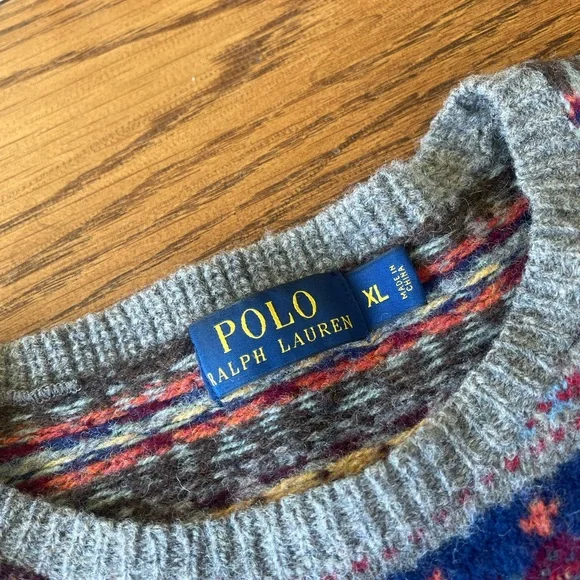 POLO
RALPH LAUREN
XL
MADE IN
CHINA